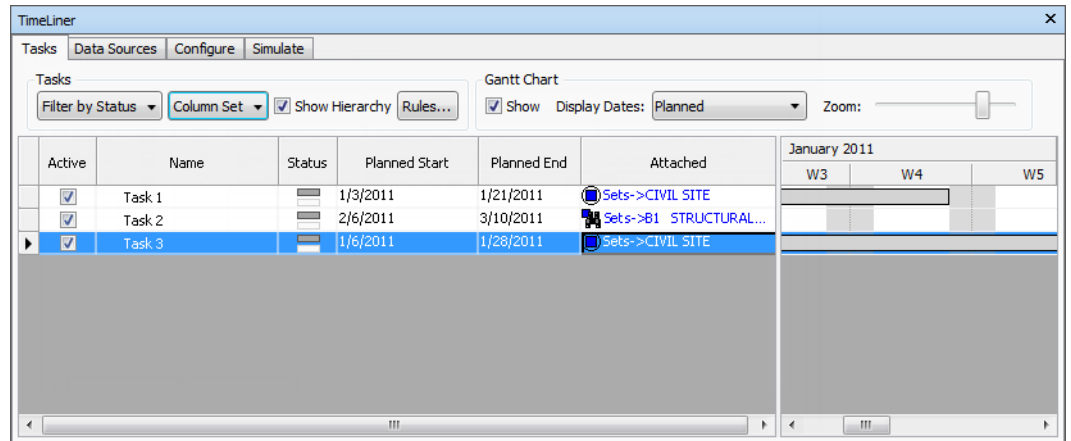 TimeLiner
Tasks Data Sources Configure Simulate
Tasks Gantt Chart
Filter by Status Column Set Show Hierarchy Rules... Show Display Dates: Planned Zoom:
Active Name Status Planned Start Planned End Attached January 2011
W3 W4 W5
Task 1 1/3/2011 1/21/2011 Sets->CIVIL SITE
Task 2 2/6/2011 3/10/2011 Sets->B1 STRUCTURAL...
Task 3 1/6/2011 1/28/2011 Sets->CIVIL SITE